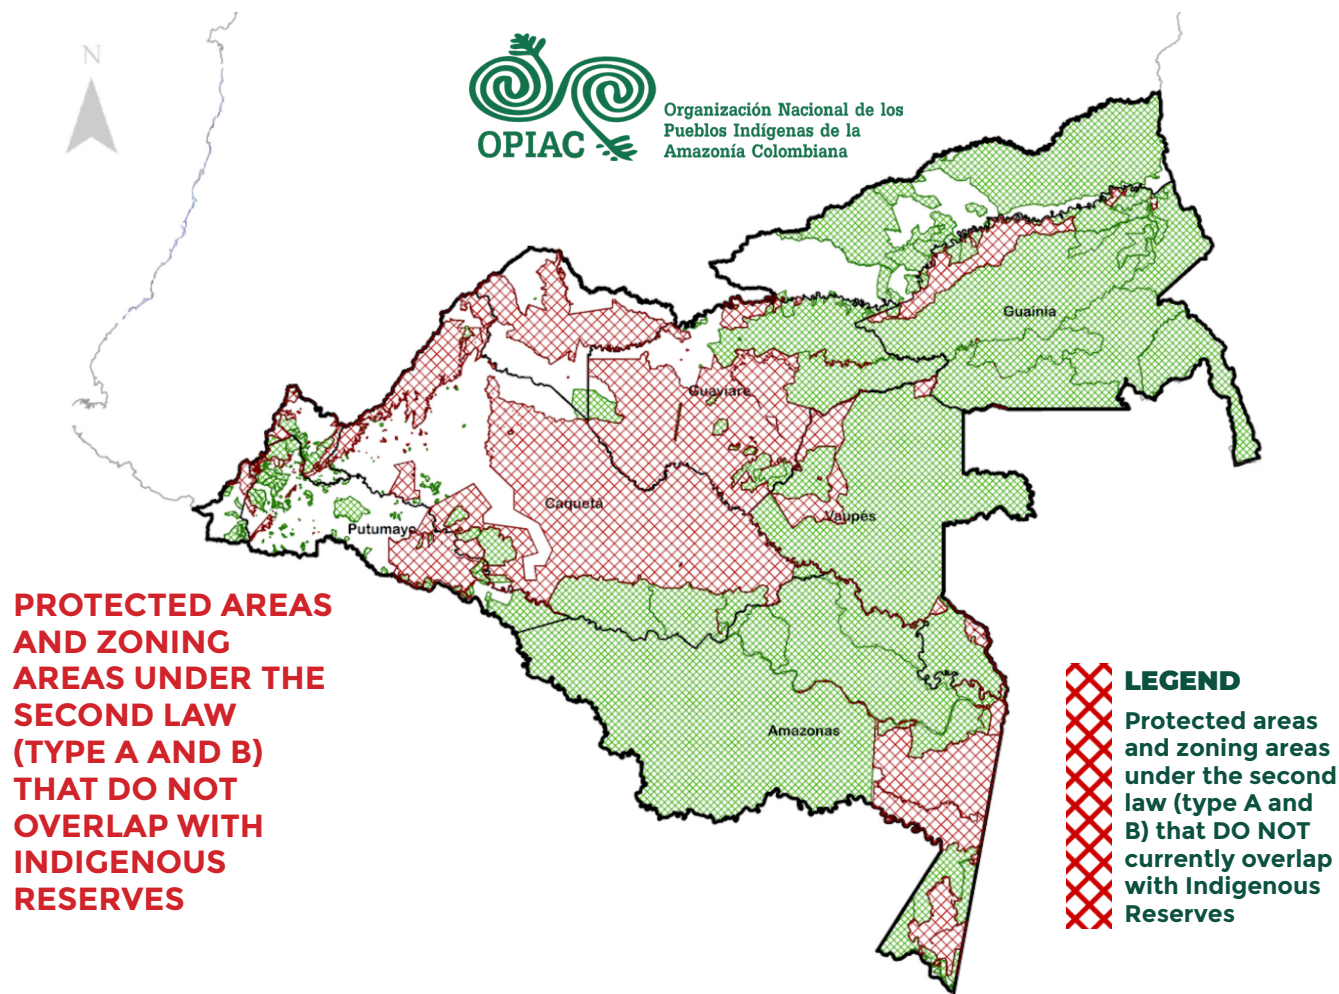 N
OPIAC
Organización Nacional de los
Pueblos Indígenas de la
Amazonía Colombiana
Guainía
Guaviare
Caquetá
Vaupés
Putumayo
Amazonas
PROTECTED AREAS
AND ZONING
AREAS UNDER THE
SECOND LAW
(TYPE A AND B)
THAT DO NOT
OVERLAP WITH
INDIGENOUS
RESERVES
LEGEND
Protected areas
and zoning areas
under the second
law (type A and
B) that DO NOT
currently overlap
with Indigenous
Reserves